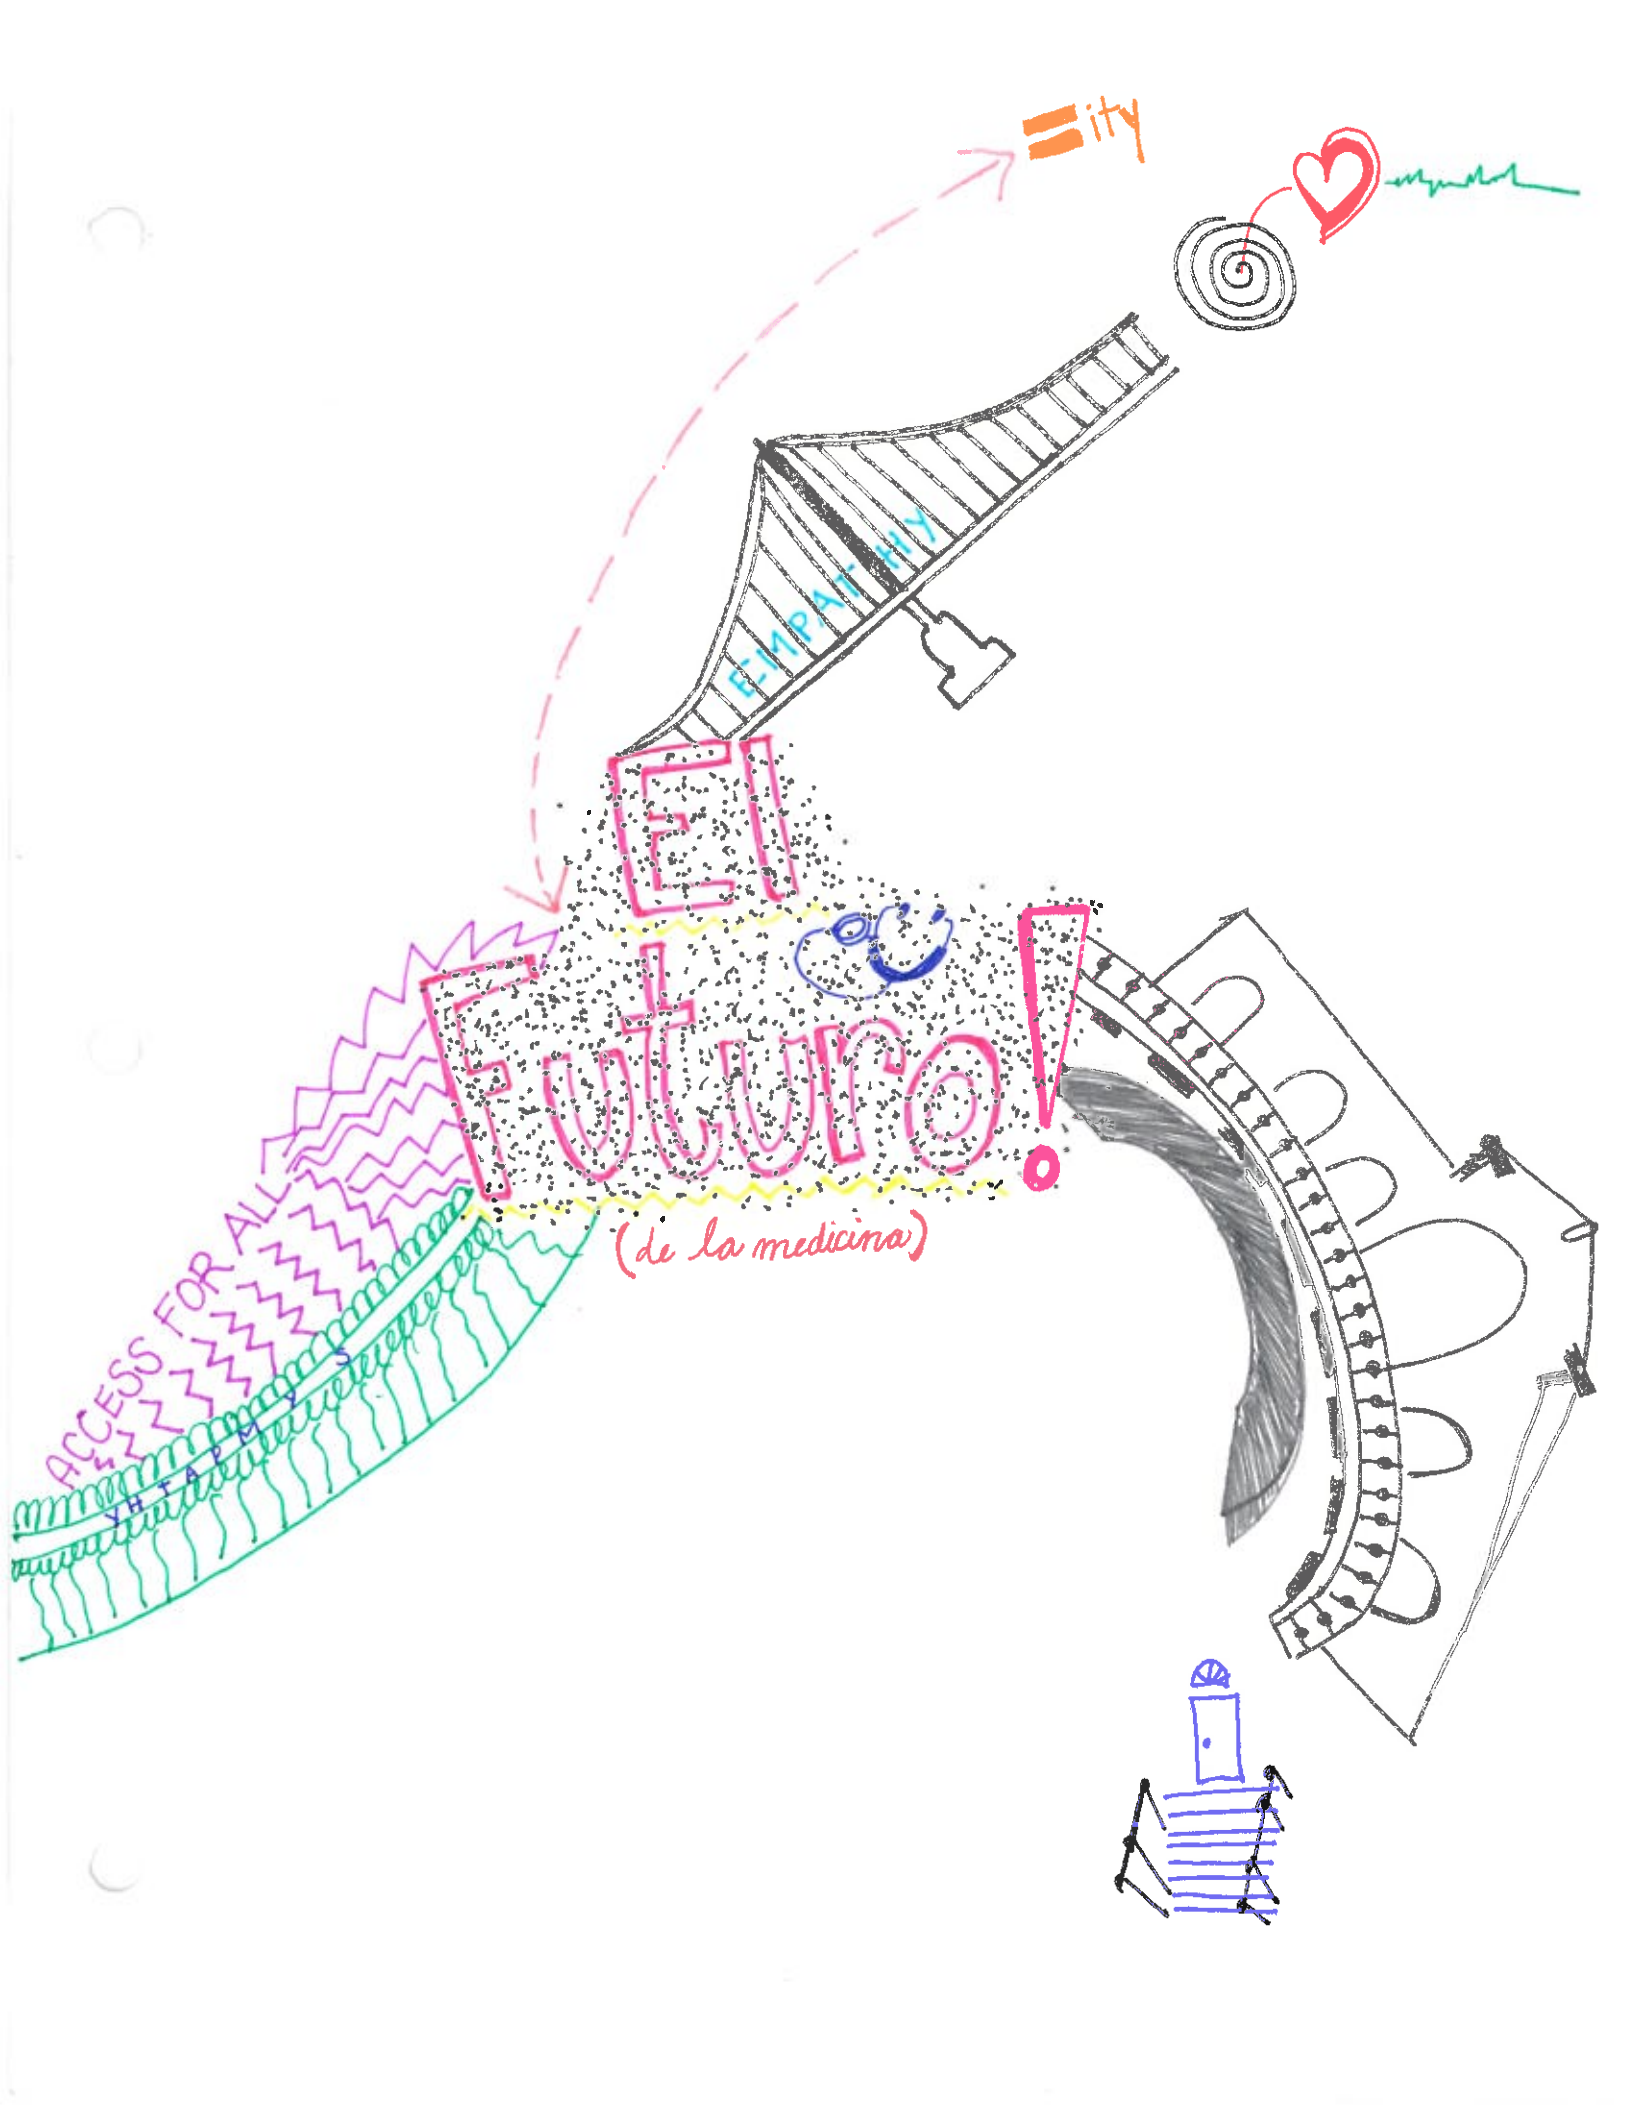 =ity
EMPATHY
El
Futuro!
(de la medicina)
ACCESS FOR ALL
SYMPATHY